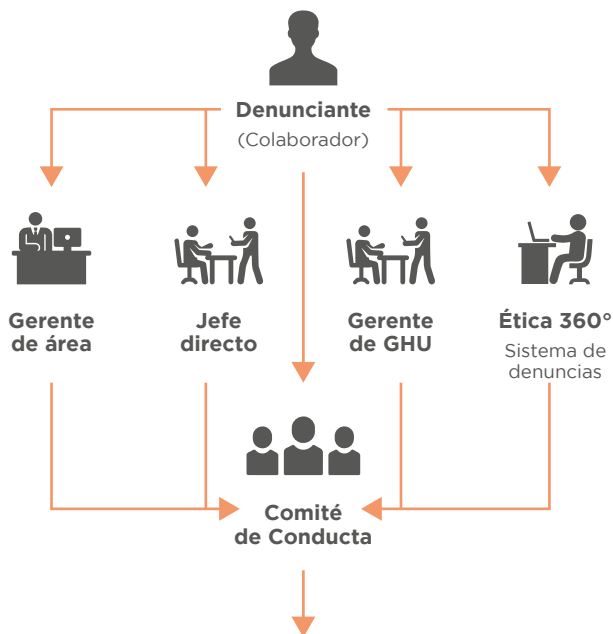 Denunciante
(Colaborador)
Gerente
de área
Jefe
directo
Gerente
de GHU
Ética 360°
Sistema de
denuncias
Comité
de Conducta